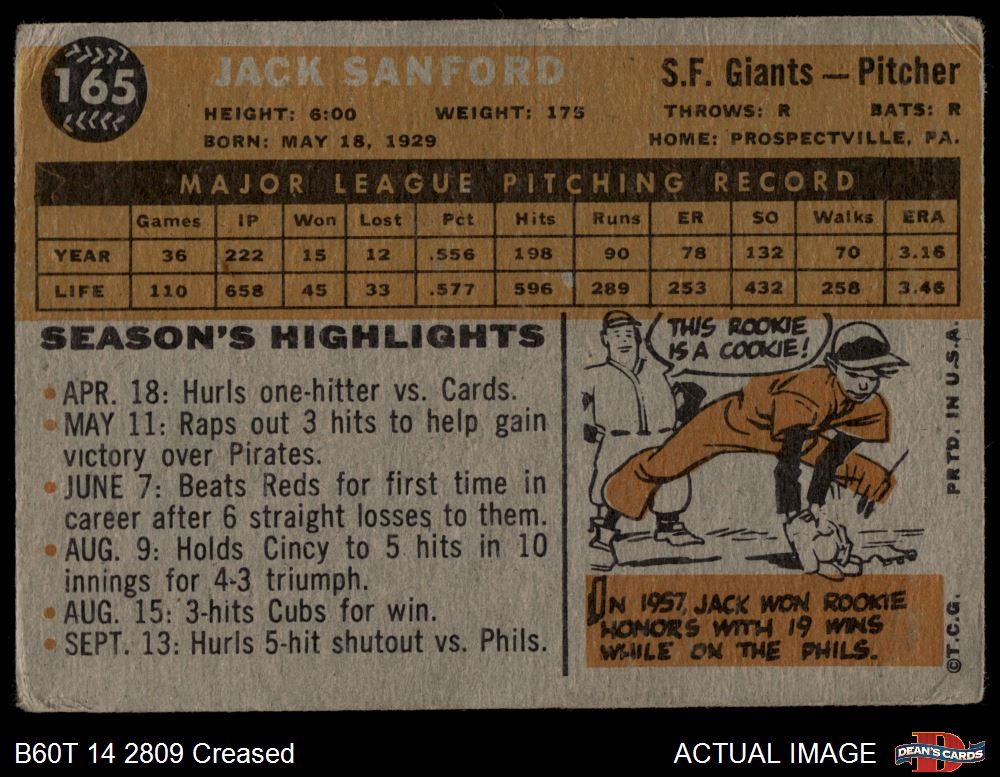 165
JACK SANFORD
S.F. Giants — Pitcher
HEIGHT: 6:00 WEIGHT: 175 THROWS: R BATS: R
BORN: MAY 18, 1929 HOME: PROSPECTVILLE, PA.
MAJOR LEAGUE PITCHING RECORD
Games IP Won Lost Pct Hits Runs ER SO Walks ERA
YEAR 36 222 15 12 .556 198 90 78 132 70 3.16
LIFE 110 658 45 33 .577 596 289 253 432 258 3.46
SEASON'S HIGHLIGHTS
• APR. 18: Hurls one-hitter vs. Cards.
• MAY 11: Raps out 3 hits to help gain
victory over Pirates.
• JUNE 7: Beats Reds for first time in
career after 6 straight losses to them.
• AUG. 9: Holds Cincy to 5 hits in 10
innings for 4-3 triumph.
• AUG. 15: 3-hits Cubs for win.
• SEPT. 13: Hurls 5-hit shutout vs. Phils.
THIS ROOKIE
IS A COOKIE!
IN 1957, JACK WON ROOKIE
HONORS WITH 19 WINS
WHILE ON THE PHILS.
©T.C.G. PRTD. IN U.S.A.
B60T 14 2809 Creased
ACTUAL IMAGE
DEAN'S CARDS